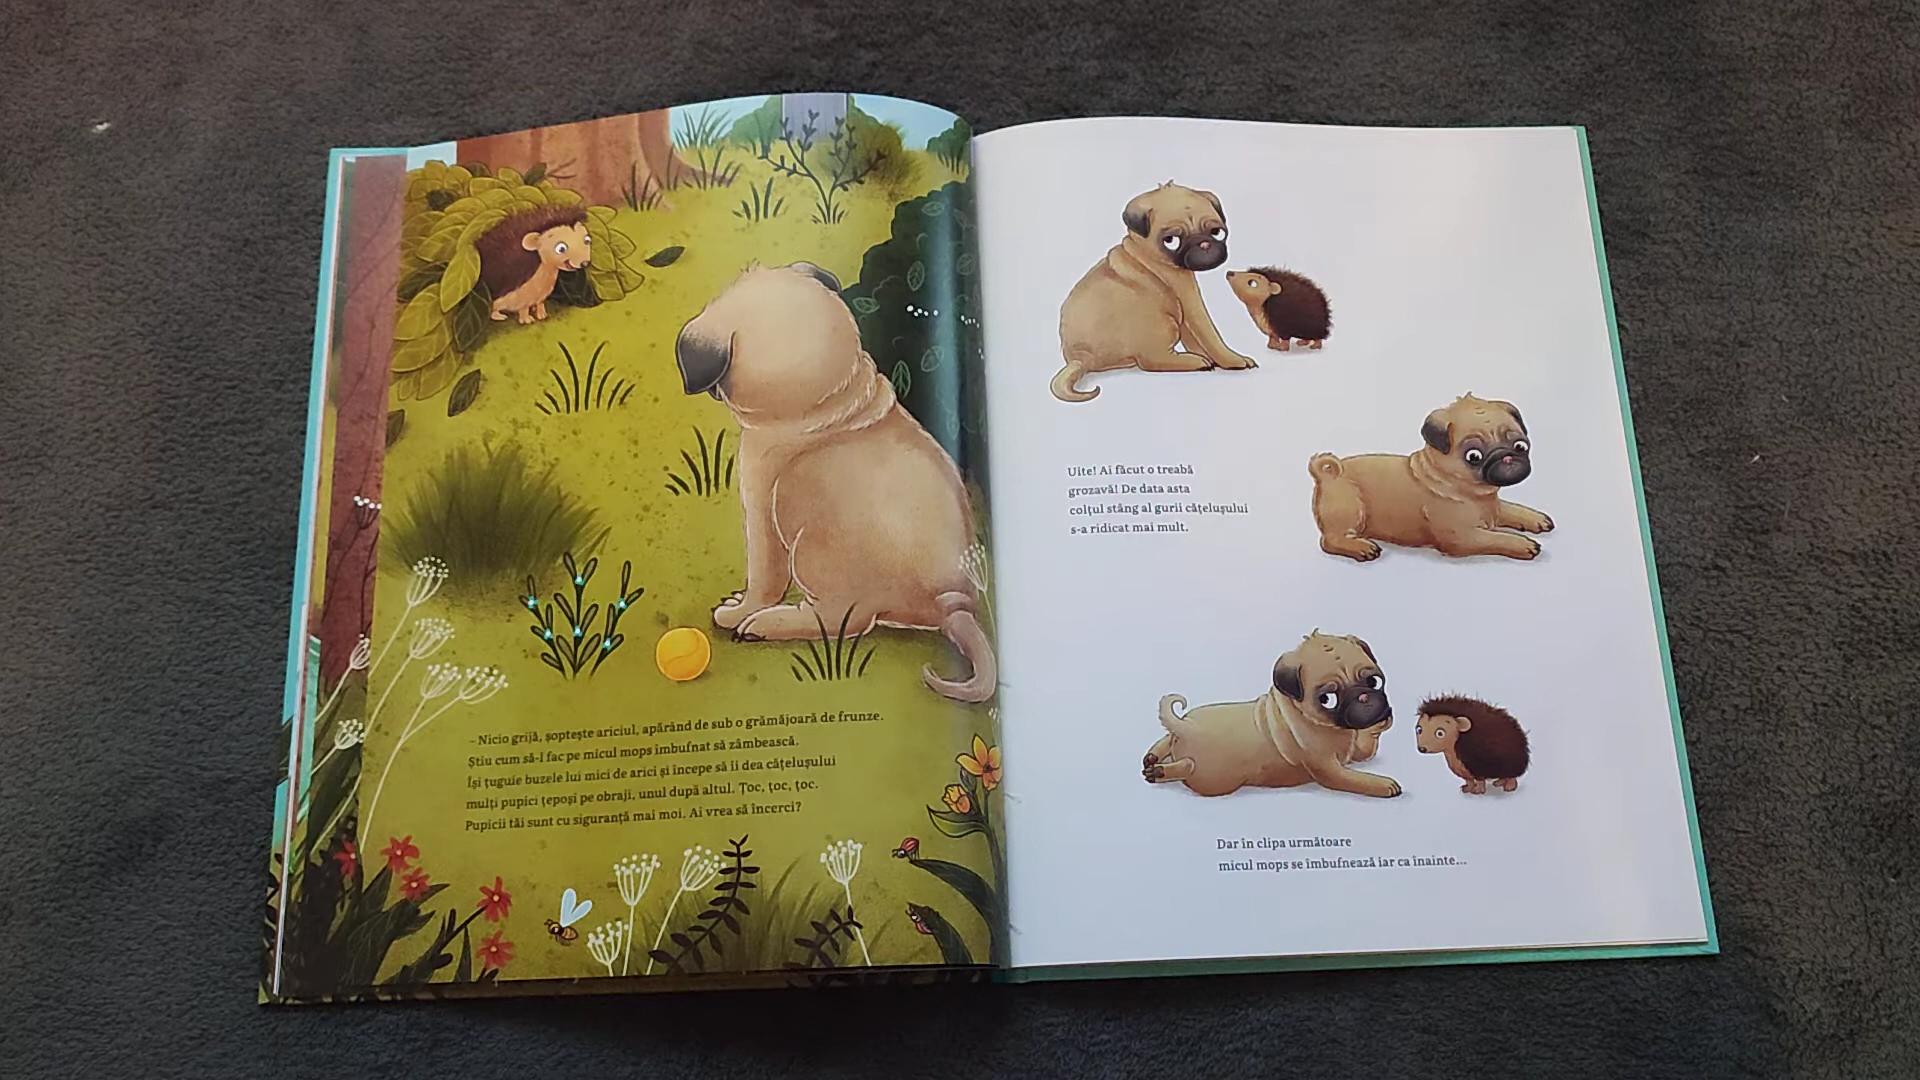 – Nicio grijă, șoptește ariciul, apărând de sub o grămăjoară de frunze.
Știu cum să-l fac pe micul mops îmbufnat să zâmbească.
Își țuguie buzele lui mici de arici și începe să îi dea cățelușului
mulți pupici țepoși pe obraji, unul după altul. Țoc, țoc, țoc.
Pupicii tăi sunt cu siguranță mai moi. Ai vrea să încerci?
Uite! Ai făcut o treabă
grozavă! De data asta
colțul stâng al gurii cățelușului
s-a ridicat mai mult.
Dar în clipa următoare
micul mops se îmbufnează iar ca înainte...